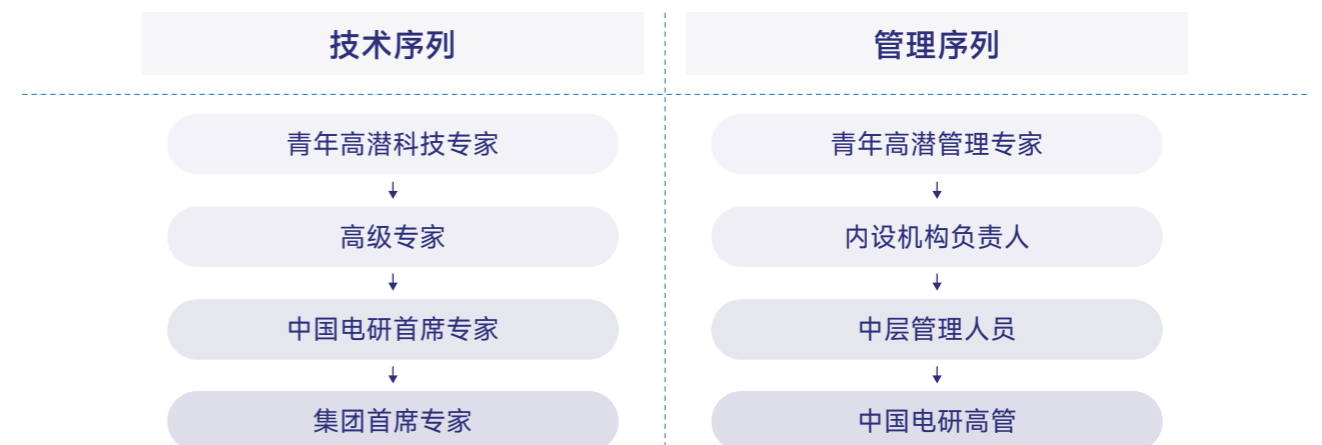 技术序列
管理序列
青年高潜科技专家
青年高潜管理专家
高级专家
内设机构负责人
中国电研首席专家
中层管理人员
集团首席专家
中国电研高管